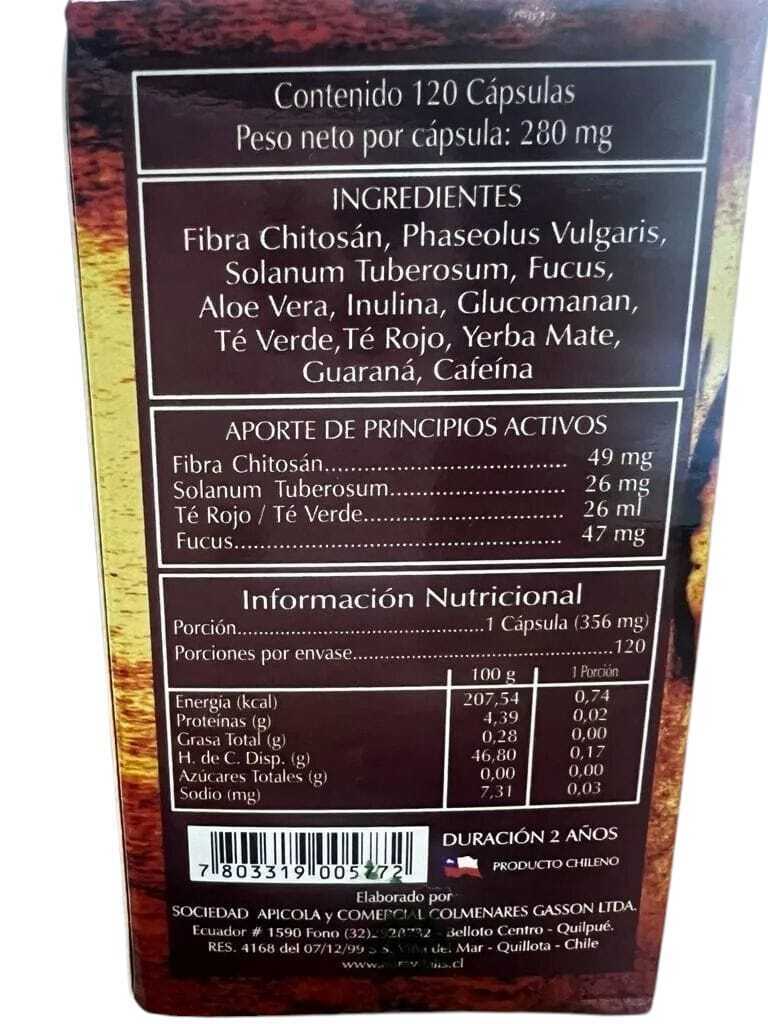 Contenido 120 Cápsulas
Peso neto por cápsula: 280 mg
INGREDIENTES
Fibra Chitosán, Phaseolus Vulgaris,
Solanum Tuberosum, Fucus,
Aloe Vera, Inulina, Glucomanan,
Té Verde,Té Rojo, Yerba Mate,
Guaraná, Cafeína
APORTE DE PRINCIPIOS ACTIVOS
Fibra Chitosán.................................... 49 mg
Solanum Tuberosum.......................... 26 mg
Té Rojo / Té Verde............................. 26 ml
Fucus................................................. 47 mg
Información Nutricional
Porción....................................1 Cápsula (356 mg)
Porciones por envase......................................120
100 g 1 Porción
Energía (kcal) 207,54 0,74
Proteínas (g) 4,39 0,02
Grasa Total (g) 0,28 0,00
H. de C. Disp. (g) 46,80 0,17
Azúcares Totales (g) 0,00 0,00
Sodio (mg) 7,31 0,03
DURACIÓN 2 AÑOS
PRODUCTO CHILENO
7 803319 005772
Elaborado por
SOCIEDAD APICOLA y COMERCIAL COLMENARES GASSON LTDA.
Ecuador # 1590 Fono (32) Belloto Centro - Quilpué.
RES. 4168 del 07/12/99 S.S. Viña del Mar - Quillota - Chile